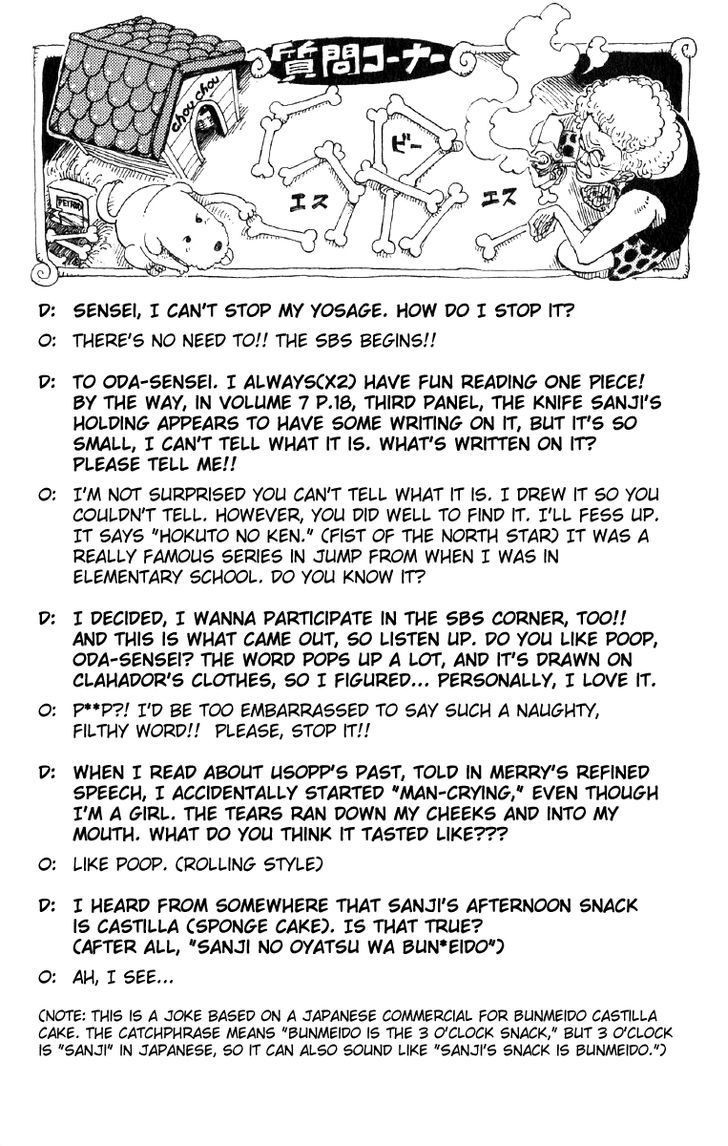 質問コーナー
chou chou
ビー
PETFOO
エス
エス
D: SENSEI, I CAN'T STOP MY YOSAGE. HOW DO I STOP IT?
O: THERE'S NO NEED TO!! THE SBS BEGINS!!
D: TO ODA-SENSEI. I ALWAYS(X2) HAVE FUN READING ONE PIECE!
BY THE WAY, IN VOLUME 7 P.18, THIRD PANEL, THE KNIFE SANJI'S
HOLDING APPEARS TO HAVE SOME WRITING ON IT, BUT IT'S SO
SMALL, I CAN'T TELL WHAT IT IS. WHAT'S WRITTEN ON IT?
PLEASE TELL ME!!
O: I'M NOT SURPRISED YOU CAN'T TELL WHAT IT IS. I DREW IT SO YOU
COULDN'T TELL. HOWEVER, YOU DID WELL TO FIND IT. I'LL FESS UP.
IT SAYS "HOKUTO NO KEN." (FIST OF THE NORTH STAR) IT WAS A
REALLY FAMOUS SERIES IN JUMP FROM WHEN I WAS IN
ELEMENTARY SCHOOL. DO YOU KNOW IT?
D: I DECIDED, I WANNA PARTICIPATE IN THE SBS CORNER, TOO!!
AND THIS IS WHAT CAME OUT, SO LISTEN UP. DO YOU LIKE POOP,
ODA-SENSEI? THE WORD POPS UP A LOT, AND IT'S DRAWN ON
CLAHADOR'S CLOTHES, SO I FIGURED... PERSONALLY, I LOVE IT.
O: P**P?! I'D BE TOO EMBARRASSED TO SAY SUCH A NAUGHTY,
FILTHY WORD!! PLEASE, STOP IT!!
D: WHEN I READ ABOUT USOPP'S PAST, TOLD IN MERRY'S REFINED
SPEECH, I ACCIDENTALLY STARTED "MAN-CRYING," EVEN THOUGH
I'M A GIRL. THE TEARS RAN DOWN MY CHEEKS AND INTO MY
MOUTH. WHAT DO YOU THINK IT TASTED LIKE???
O: LIKE POOP. (ROLLING STYLE)
D: I HEARD FROM SOMEWHERE THAT SANJI'S AFTERNOON SNACK
IS CASTILLA (SPONGE CAKE). IS THAT TRUE?
(AFTER ALL, "SANJI NO OYATSU WA BUN*EIDO")
O: AH, I SEE...
(NOTE: THIS IS A JOKE BASED ON A JAPANESE COMMERCIAL FOR BUNMEIDO CASTILLA
CAKE. THE CATCHPHRASE MEANS "BUNMEIDO IS THE 3 O'CLOCK SNACK," BUT 3 O'CLOCK
IS "SANJI" IN JAPANESE, SO IT CAN ALSO SOUND LIKE "SANJI'S SNACK IS BUNMEIDO.")